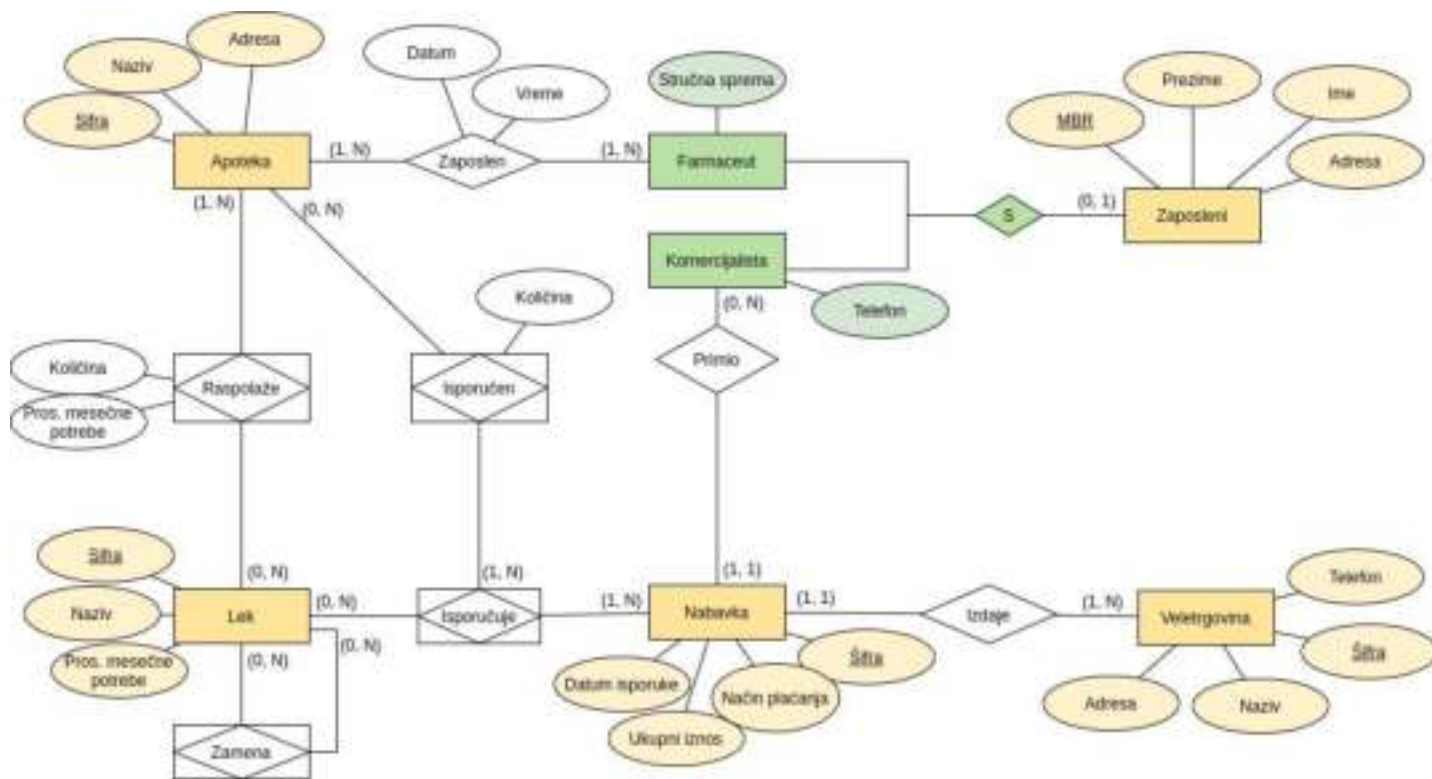 Adresa
Naziv
Šifra
Apoteka
(1, N)
(1, N)
(0, N)
Datum
Vreme
Zaposlen
(1, N)
Stručna sprema
Farmaceut
Komercijalista
(0, N)
Telefon
S
(0, 1)
MBR
Prezime
Ime
Adresa
Zaposleni
Količina
Pros. mesečne
potrebe
Raspolaže
Količina
Isporučen
Primio
Šifra
Naziv
Pros. mesečne
potrebe
(0, N)
Lek
(0, N)
(0, N)
(0, N)
Zamena
(1, N)
Isporučuje
(1, N)
(1, 1)
Nabavka
(1, 1)
Datum isporuke
Ukupni iznos
Način plaćanja
Šifra
Izdaje
(1, N)
Veletrgovina
Telefon
Šifra
Naziv
Adresa